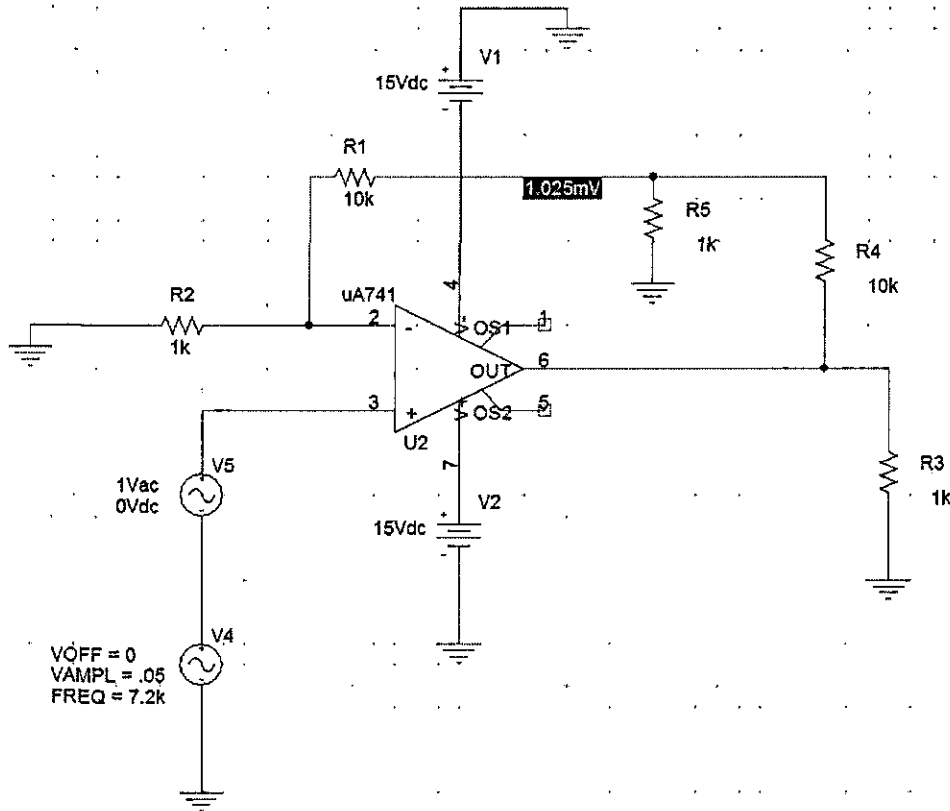 V1
15Vdc
+
-
R1
10k
1.025mV
R5
1k
R4
10k
4
uA741
R2
1k
2
-
V-
OS1
1
OUT
6
3
+
V+
OS2
5
U2
7
R3
1k
V5
1Vac
0Vdc
+
-
V2
15Vdc
+
-
V4
VOFF = 0
VAMPL = .05
FREQ = 7.2k
+
-